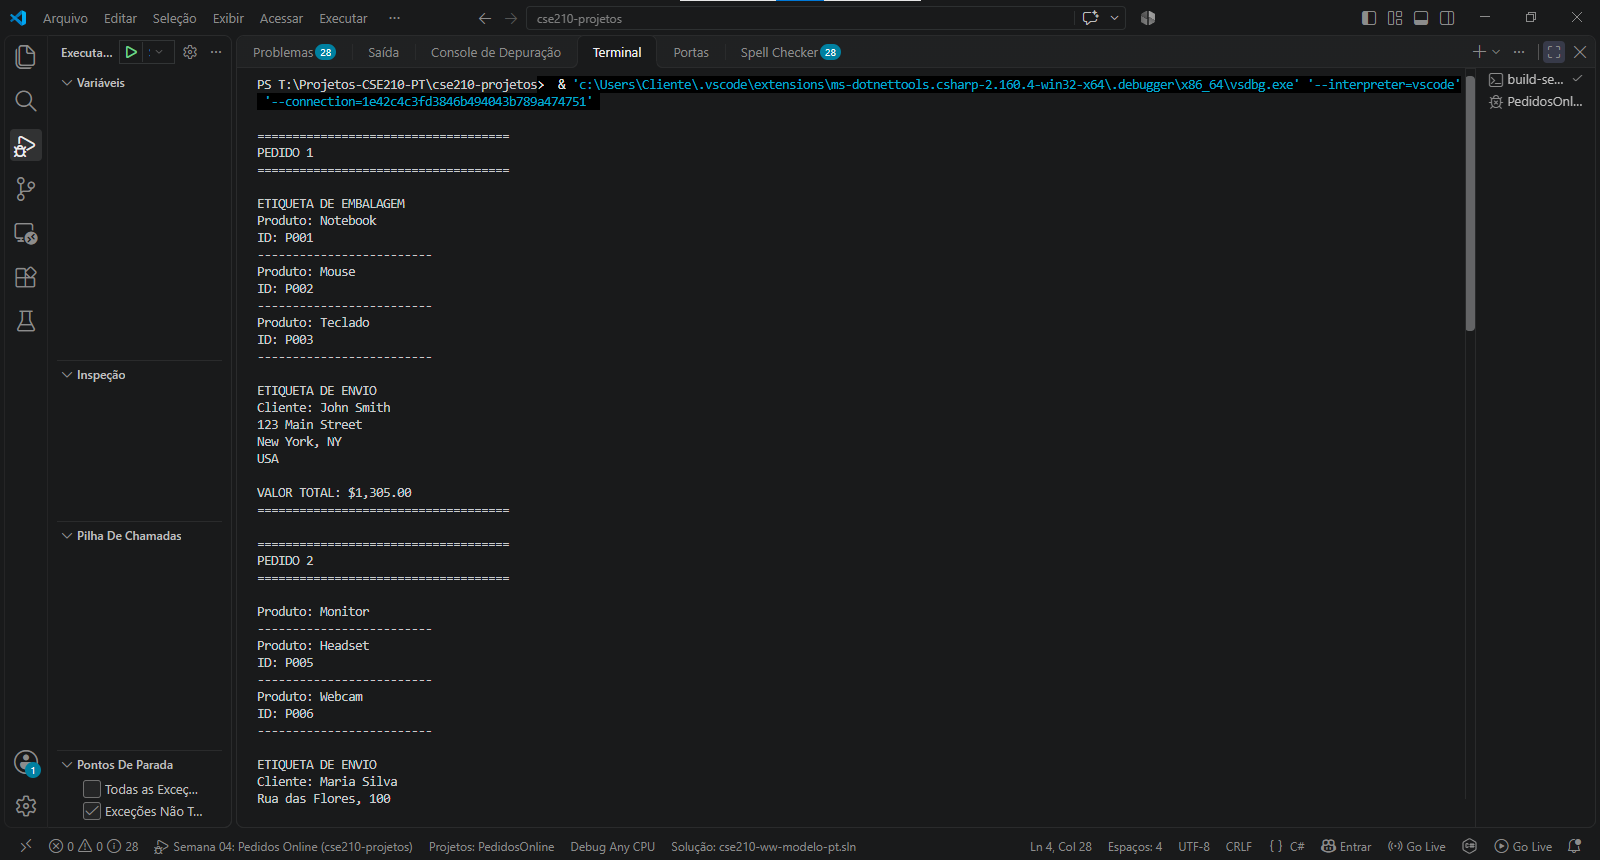 Arquivo Editar Seleção Exibir Acessar Executar ··· cse210-projetos
Executa... Problemas 28 Saída Console de Depuração Terminal Portas Spell Checker 28
Variáveis
Inspeção
Pilha De Chamadas
Pontos De Parada
Todas as Exceç...
Exceções Não T...
1
PS T:\Projetos-CSE210-PT\cse210-projetos>  & 'c:\Users\Cliente\.vscode\extensions\ms-dotnettools.csharp-2.160.4-win32-x64\.debugger\x86_64\vsdbg.exe' '--interpreter=vscode'
'--connection=1e42c4c3fd3846b494043b789a474751'
====================================
PEDIDO 1
====================================
ETIQUETA DE EMBALAGEM
Produto: Notebook
ID: P001
-------------------------
Produto: Mouse
ID: P002
-------------------------
Produto: Teclado
ID: P003
-------------------------
ETIQUETA DE ENVIO
Cliente: John Smith
123 Main Street
New York, NY
USA
VALOR TOTAL: $1,305.00
====================================
====================================
PEDIDO 2
====================================
Produto: Monitor
-------------------------
Produto: Headset
ID: P005
-------------------------
Produto: Webcam
ID: P006
-------------------------
ETIQUETA DE ENVIO
Cliente: Maria Silva
Rua das Flores, 100
build-se...
PedidosOnl...
0 0 28 Semana 04: Pedidos Online (cse210-projetos) Projetos: PedidosOnline Debug Any CPU Solução: cse210-ww-modelo-pt.sln Ln 4, Col 28 Espaços: 4 UTF-8 CRLF { } C# Entrar Go Live Go Live